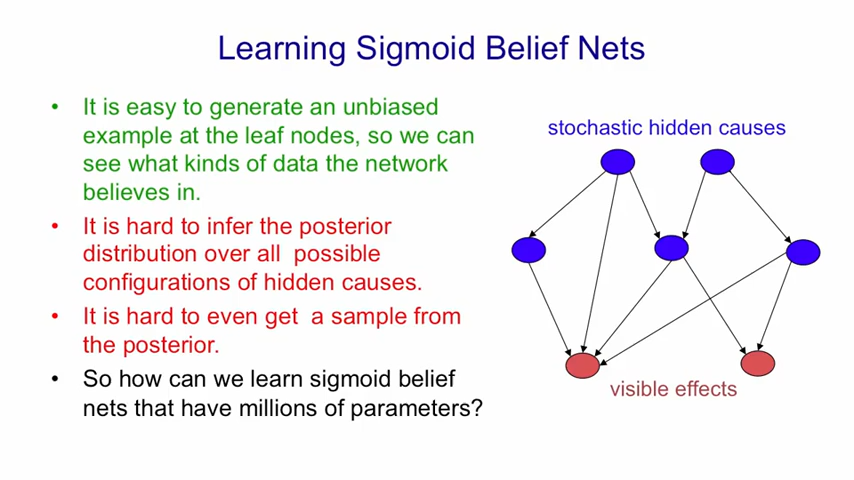 Learning Sigmoid Belief Nets
• It is easy to generate an unbiased
example at the leaf nodes, so we can
see what kinds of data the network
believes in.
• It is hard to infer the posterior
distribution over all possible
configurations of hidden causes.
• It is hard to even get a sample from
the posterior.
• So how can we learn sigmoid belief
nets that have millions of parameters?
stochastic hidden causes
visible effects